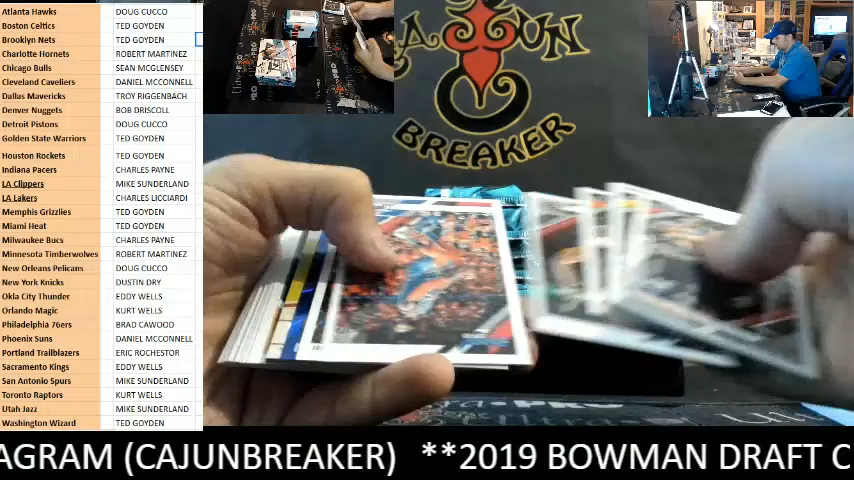 Atlanta Hawks DOUG CUCCO
Boston Celtics TED GOYDEN
Brooklyn Nets TED GOYDEN
Charlotte Hornets ROBERT MARTINEZ
Chicago Bulls SEAN MCGLENSEY
Cleveland Caveliers DANIEL MCCONNELL
Dallas Mavericks TROY RIGGENBACH
Denver Nuggets BOB DRISCOLL
Detroit Pistons DOUG CUCCO
Golden State Warriors TED GOYDEN
Houston Rockets TED GOYDEN
Indiana Pacers CHARLES PAYNE
LA Clippers MIKE SUNDERLAND
LA Lakers CHARLES LICCIARDI
Memphis Grizzlies TED GOYDEN
Miami Heat TED GOYDEN
Milwaukee Bucs CHARLES PAYNE
Minnesota Timberwolves ROBERT MARTINEZ
New Orleans Pelicans DOUG CUCCO
New York Knicks DUSTIN DRY
Okla City Thunder EDDY WELLS
Orlando Magic KURT WELLS
Philadelphia 76ers BRAD CAWOOD
Phoenix Suns DANIEL MCCONNELL
Portland Trailblazers ERIC ROCHESTOR
Sacramento Kings EDDY WELLS
San Antonio Spurs MIKE SUNDERLAND
Toronto Raptors KURT WELLS
Utah Jazz MIKE SUNDERLAND
Washington Wizard TED GOYDEN
BREAKER
AGRAM (CAJUNBREAKER) **2019 BOWMAN DRAFT C